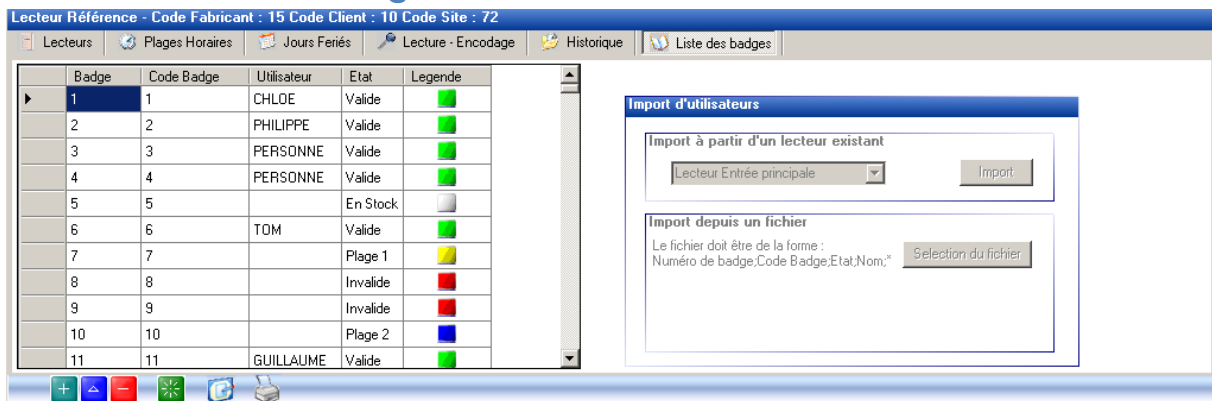 Lecteur Référence - Code Fabricant : 15 Code Client : 10 Code Site : 72
Lecteurs Plages Horaires Jours Feriés Lecture - Encodage Historique Liste des badges
Badge Code Badge Utilisateur Etat Legende
1 1 CHLOE Valide
2 2 PHILIPPE Valide
3 3 PERSONNE Valide
4 4 PERSONNE Valide
5 5 En Stock
6 6 TOM Valide
7 7 Plage 1
8 8 Invalide
9 9 Invalide
10 10 Plage 2
11 11 GUILLAUME Valide
Import d'utilisateurs
Import à partir d'un lecteur existant
Lecteur Entrée principale Import
Import depuis un fichier
Le fichier doit être de la forme :
Numéro de badge;Code Badge;Etat;Nom;* Selection du fichier